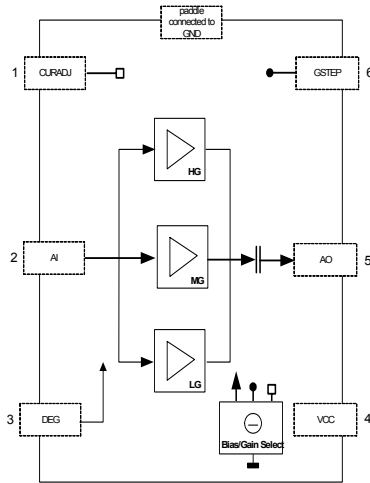 paddle
connected to
GND
1
CURADJ
GSTEP
6
HG
2
AI
MG
AO
5
LG
3
DEG
VCC
4
Bias/Gain Select